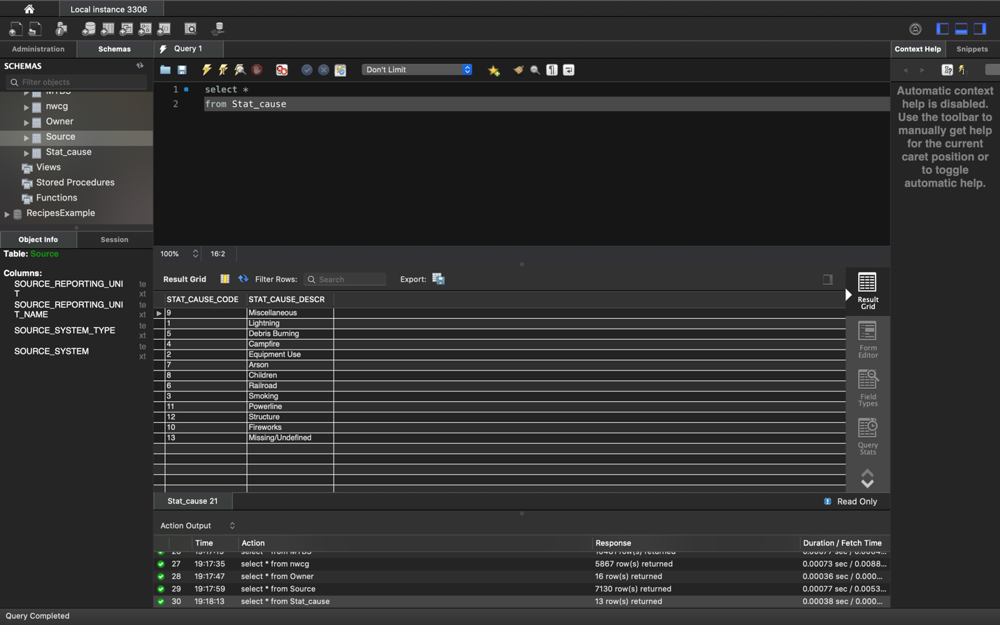 Local instance 3306
Administration Schemas Query 1 Context Help Snippets
SCHEMAS
Filter objects
Don't Limit
MTBS
nwcg
Owner
Source
Stat_cause
Views
Stored Procedures
Functions
RecipesExample
1 select *
2 from Stat_cause
Automatic context
help is disabled.
Use the toolbar to
manually get help
for the current
caret position or
to toggle
automatic help.
Object Info Session
Table: Source
Columns:
SOURCE_REPORTING_UNI te
T xt
SOURCE_REPORTING_UNI te
T_NAME xt
SOURCE_SYSTEM_TYPE te
xt
SOURCE_SYSTEM te
xt
100% 16:2
Result Grid Filter Rows: Search Export:
STAT_CAUSE_CODE STAT_CAUSE_DESCR
9 Miscellaneous
1 Lightning
5 Debris Burning
4 Campfire
2 Equipment Use
7 Arson
8 Children
6 Railroad
3 Smoking
11 Powerline
12 Structure
10 Fireworks
13 Missing/Undefined
Result
Grid
Form
Editor
Field
Types
Query
Stats
Stat_cause 21 Read Only
Action Output
Time Action Response Duration / Fetch Time
27 19:17:35 select * from nwcg 5867 row(s) returned 0.00073 sec / 0.0088...
28 19:17:47 select * from Owner 16 row(s) returned 0.00036 sec / 0.000...
29 19:17:59 select * from Source 7130 row(s) returned 0.00077 sec / 0.0053...
30 19:18:13 select * from Stat_cause 13 row(s) returned 0.00038 sec / 0.000...
Query Completed